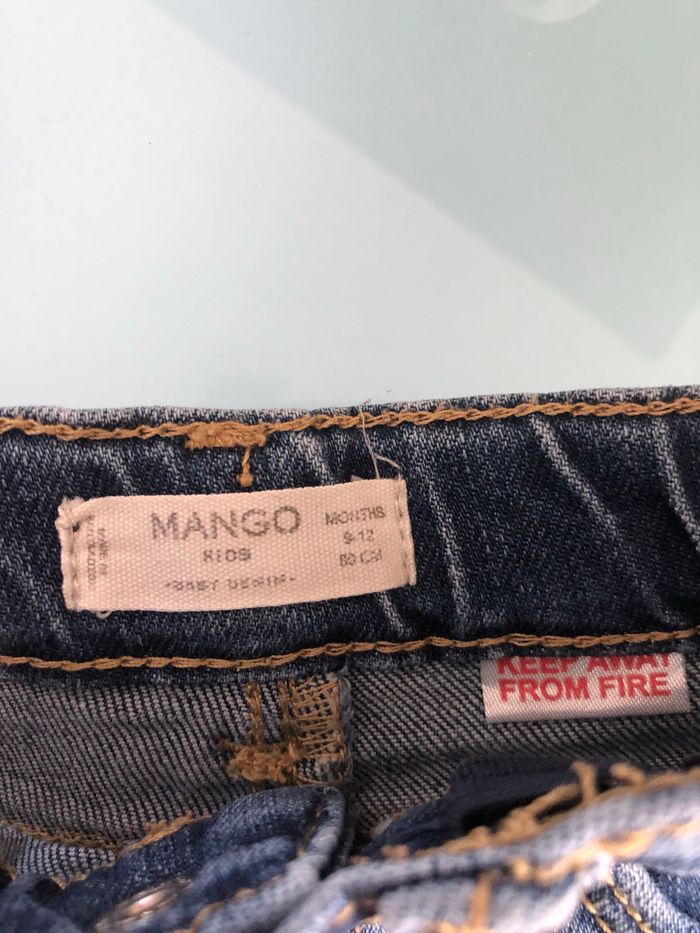 MANGO
KIDS
-BABY DENIM-
MONTHS
9-12
80 CM
KEEP AWAY
FROM FIRE